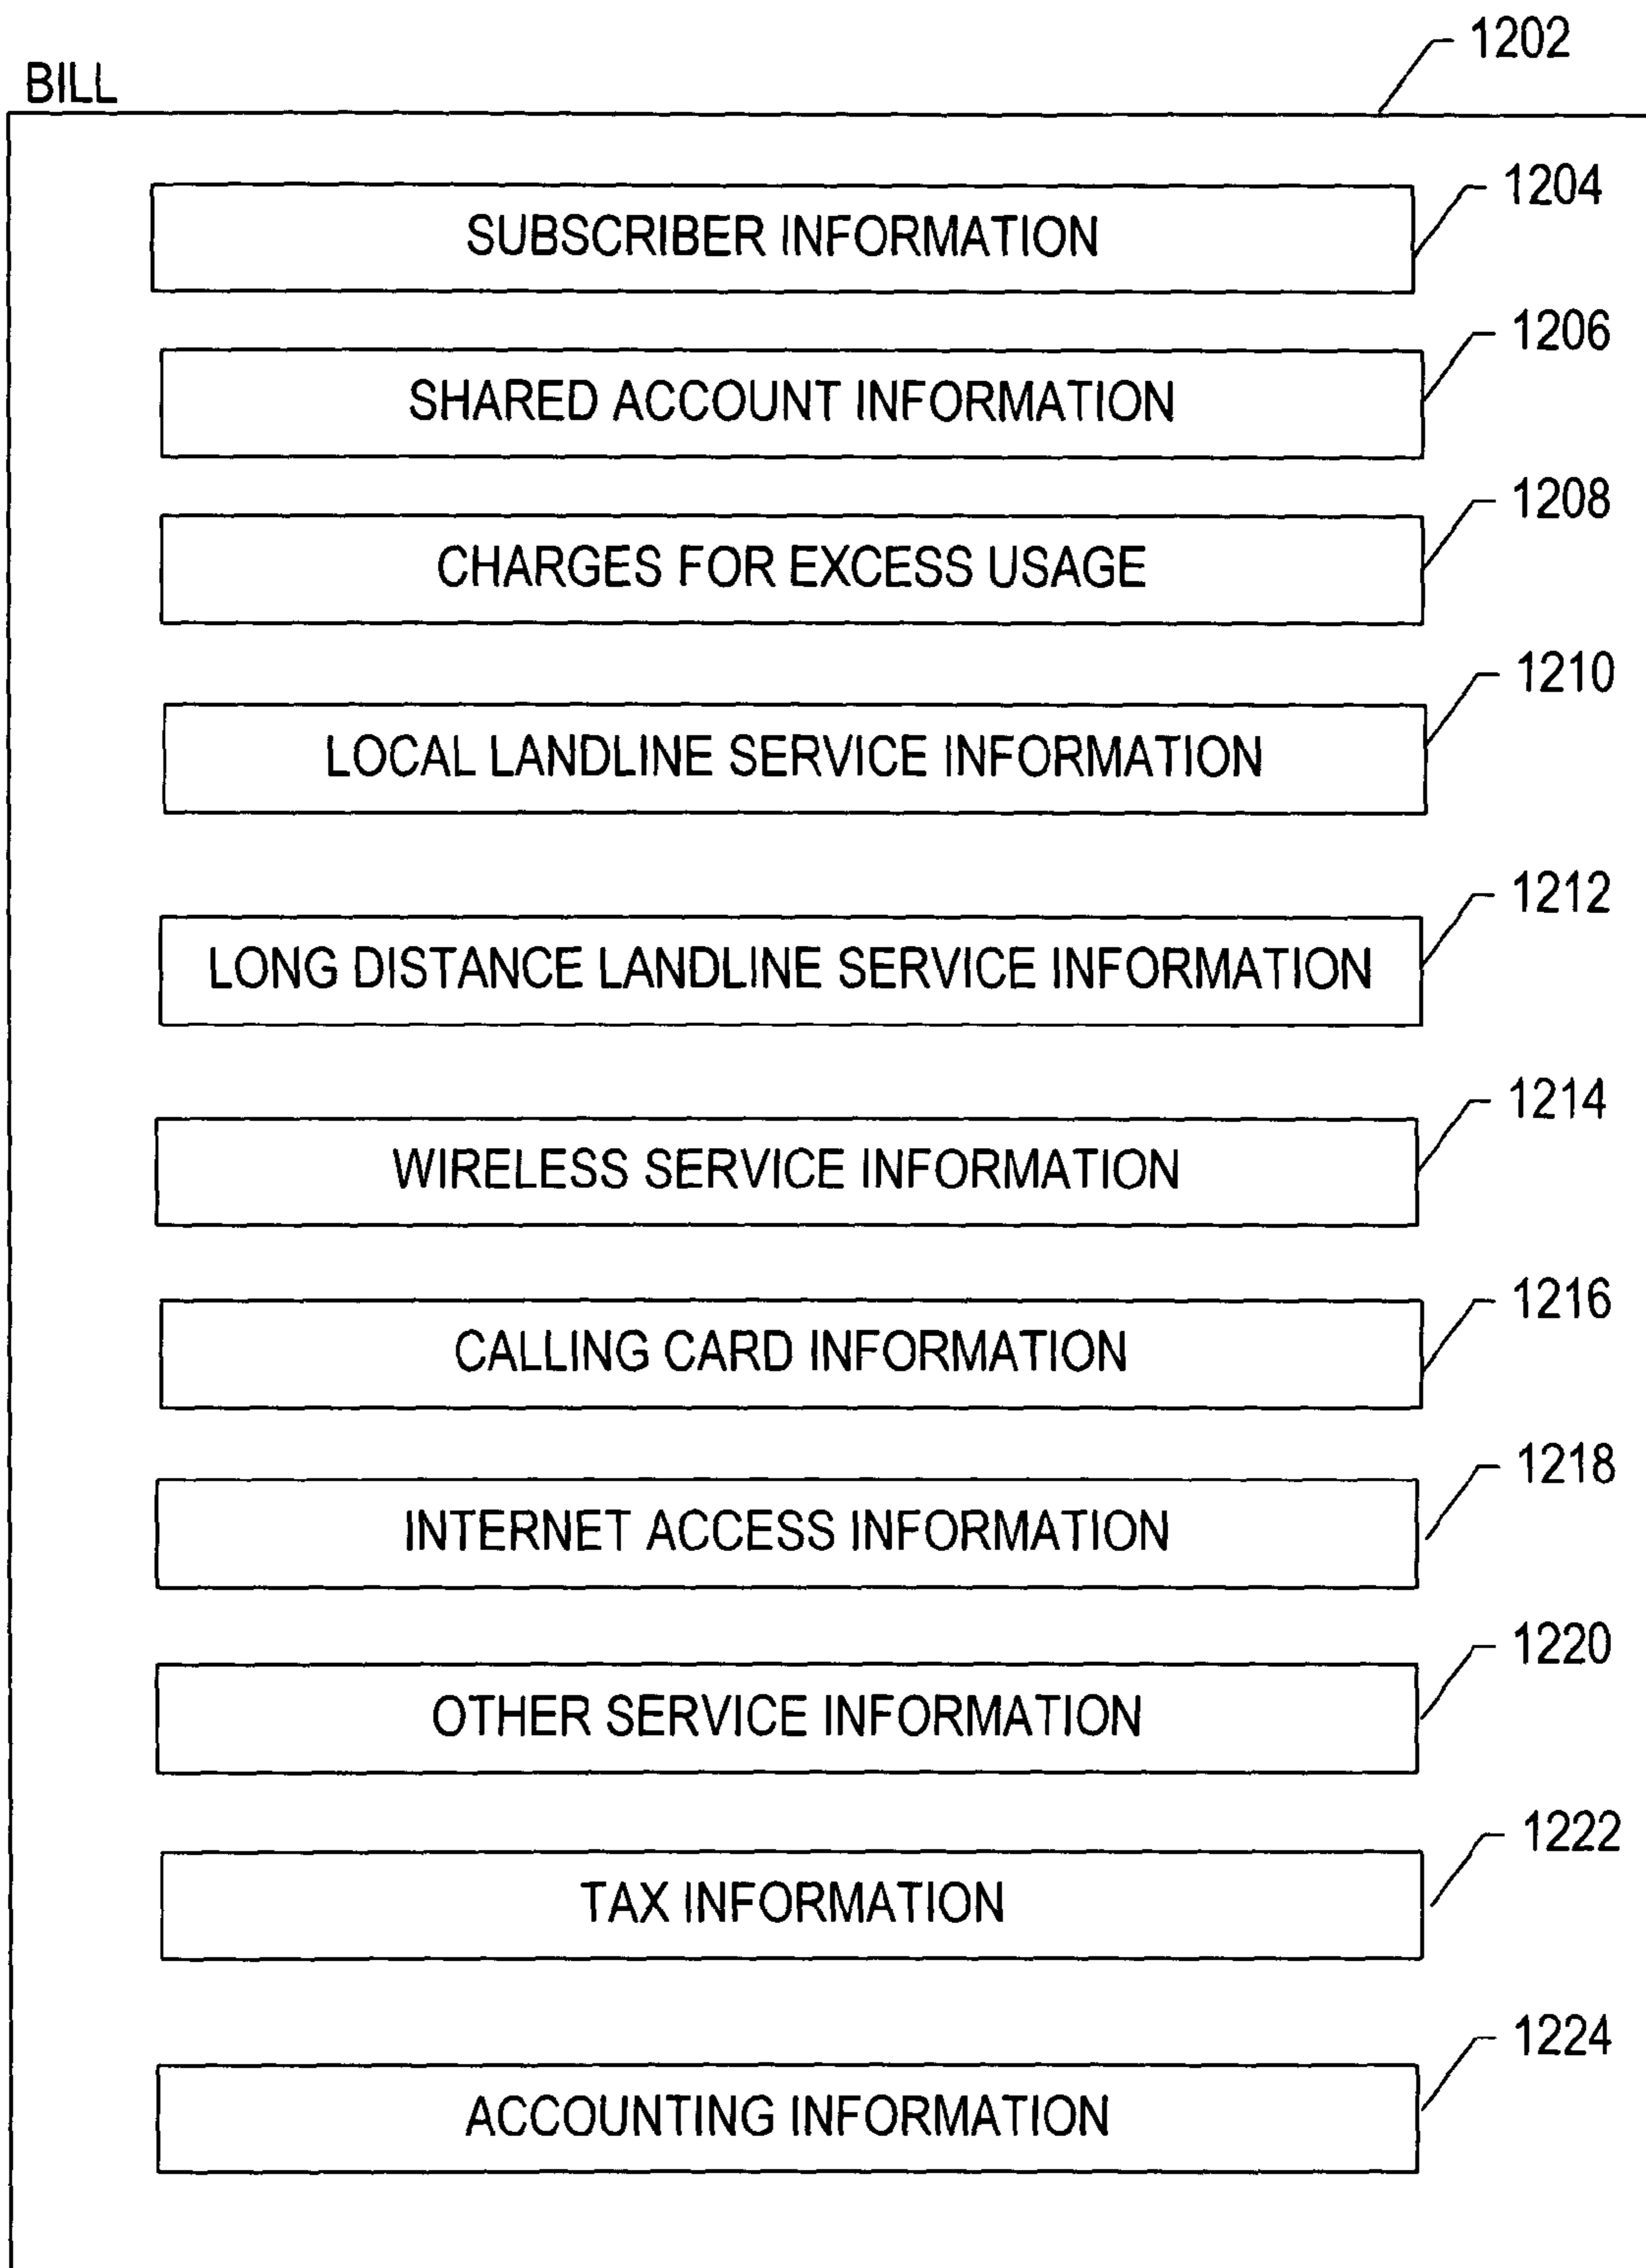 1202
BILL
1204
SUBSCRIBER INFORMATION
1206
SHARED ACCOUNT INFORMATION
1208
CHARGES FOR EXCESS USAGE
1210
LOCAL LANDLINE SERVICE INFORMATION
1212
LONG DISTANCE LANDLINE SERVICE INFORMATION
1214
WIRELESS SERVICE INFORMATION
1216
CALLING CARD INFORMATION
1218
INTERNET ACCESS INFORMATION
1220
OTHER SERVICE INFORMATION
1222
TAX INFORMATION
1224
ACCOUNTING INFORMATION